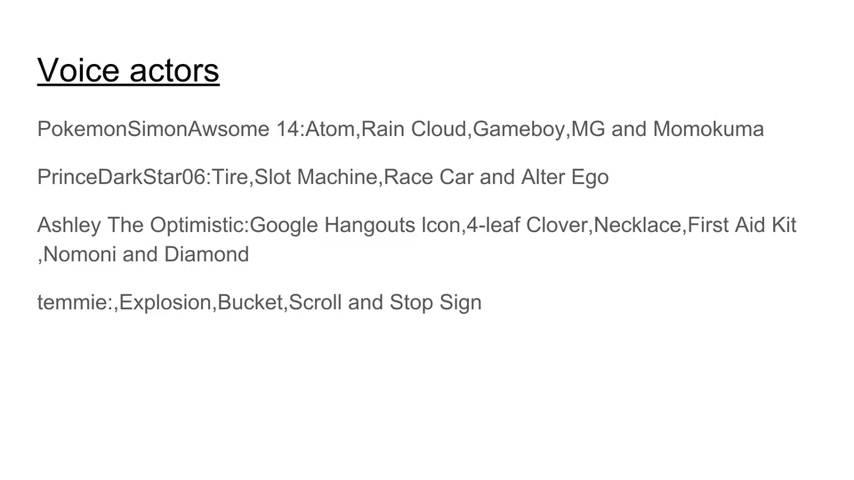 Voice actors
PokemonSimonAwsome 14:Atom,Rain Cloud,Gameboy,MG and Momokuma
PrinceDarkStar06:Tire,Slot Machine,Race Car and Alter Ego
Ashley The Optimistic:Google Hangouts Icon,4-leaf Clover,Necklace,First Aid Kit
,Nomoni and Diamond
temmie:,Explosion,Bucket,Scroll and Stop Sign